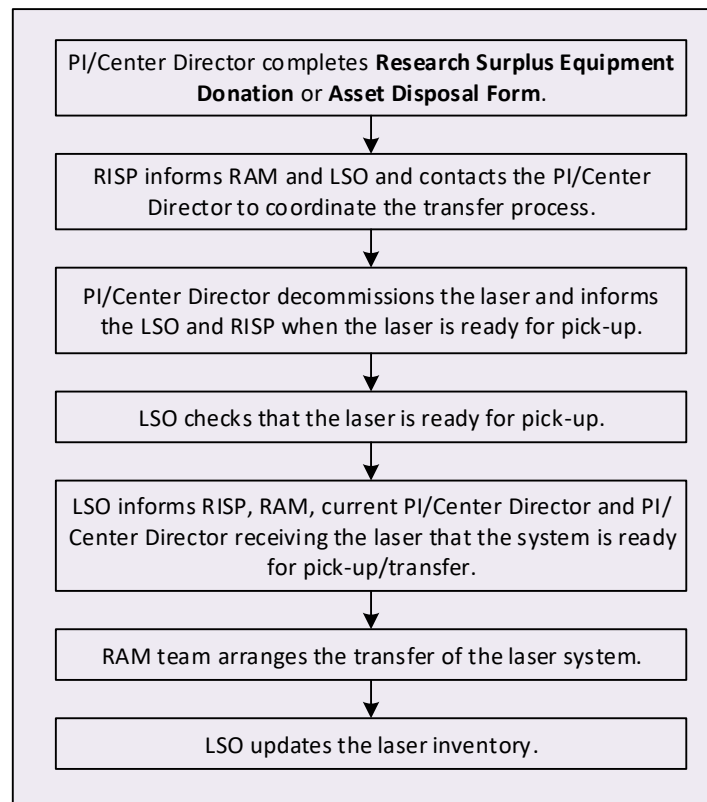 PI/Center Director completes Research Surplus Equipment
Donation or Asset Disposal Form.
RISP informs RAM and LSO and contacts the PI/Center
Director to coordinate the transfer process.
PI/Center Director decommissions the laser and informs
the LSO and RISP when the laser is ready for pick-up.
LSO checks that the laser is ready for pick-up.
LSO informs RISP, RAM, current PI/Center Director and PI/
Center Director receiving the laser that the system is ready
for pick-up/transfer.
RAM team arranges the transfer of the laser system.
LSO updates the laser inventory.